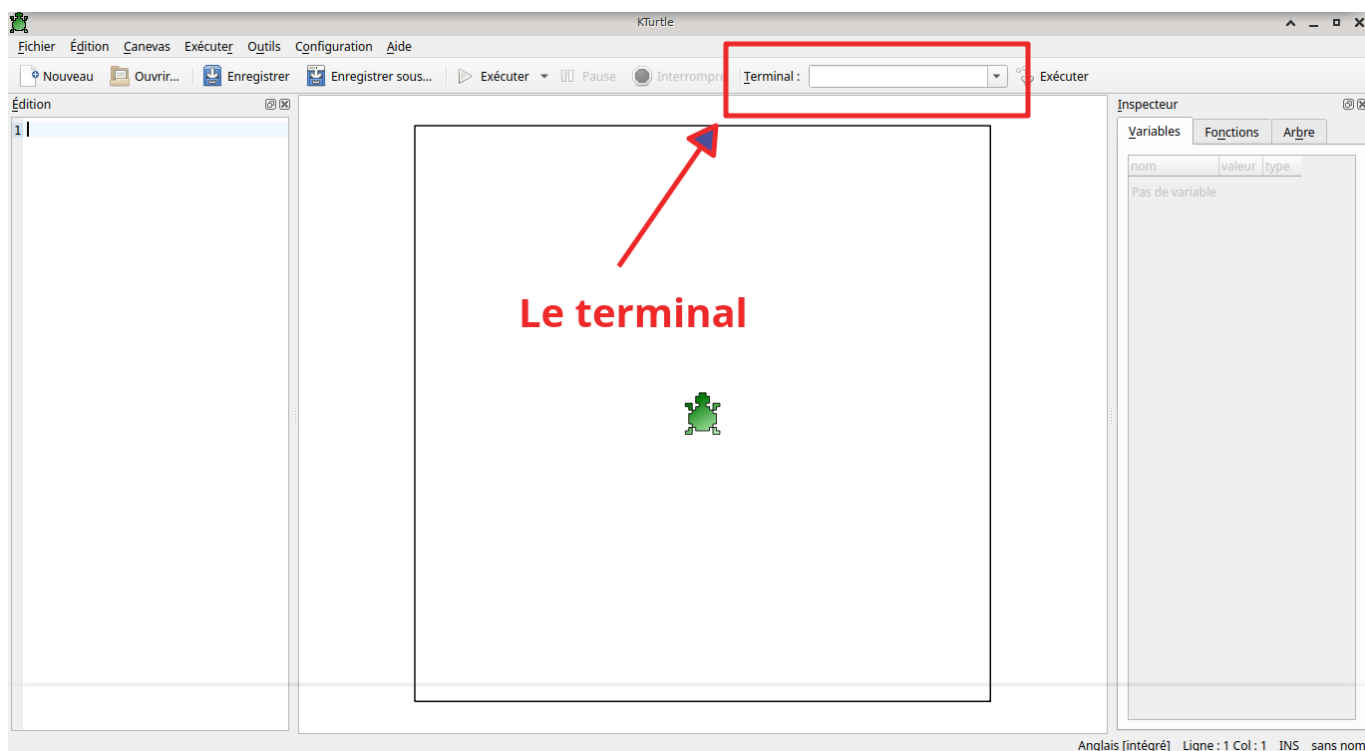 KTurtle
Fichier Édition Canevas Exécuter Outils Configuration Aide
Nouveau Ouvrir... Enregistrer Enregistrer sous... Exécuter Pause Interrompre Terminal : Exécuter
Édition
Inspecteur
1
Variables Fonctions Arbre
nom valeur type
Pas de variable
Le terminal
Anglais [intégré] Ligne : 1 Col : 1 INS sans nom